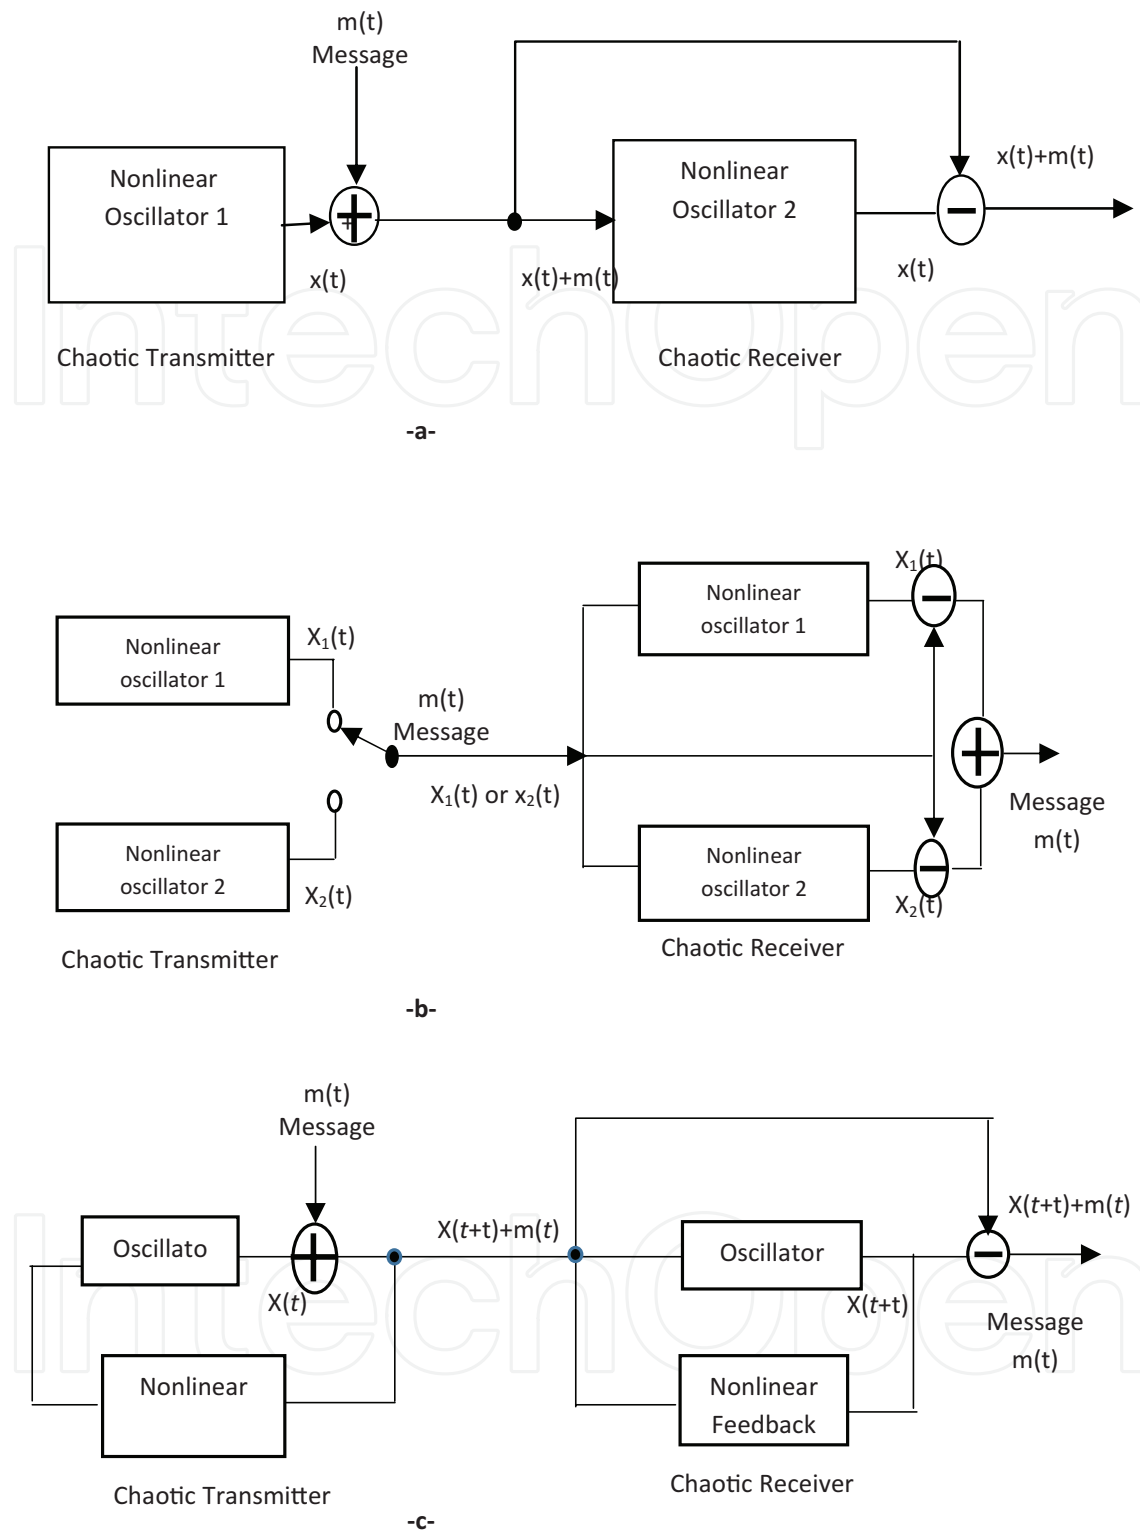 m(t)
Message
x(t)+m(t)
Nonlinear
Oscillator 1
Nonlinear
Oscillator 2
+
x(t)
x(t)+m(t)
x(t)
Chaotic Transmitter
Chaotic Receiver
IntechOpen
-a-
X₁(t)
Nonlinear
oscillator 1
Nonlinear
oscillator 1
X₁(t)
m(t)
Message
X₁(t) or x₂(t)
Message
m(t)
Nonlinear
oscillator 2
Nonlinear
oscillator 2
X₂(t)
X₂(t)
Chaotic Transmitter
Chaotic Receiver
-b-
m(t)
Message
X(t+t)+m(t)
X(t+t)+m(t)
Oscillato
Oscillator
X(t)
X(t+t)
Message
m(t)
IntechOpen
Nonlinear
Nonlinear
Feedback
Chaotic Transmitter
Chaotic Receiver
-c-